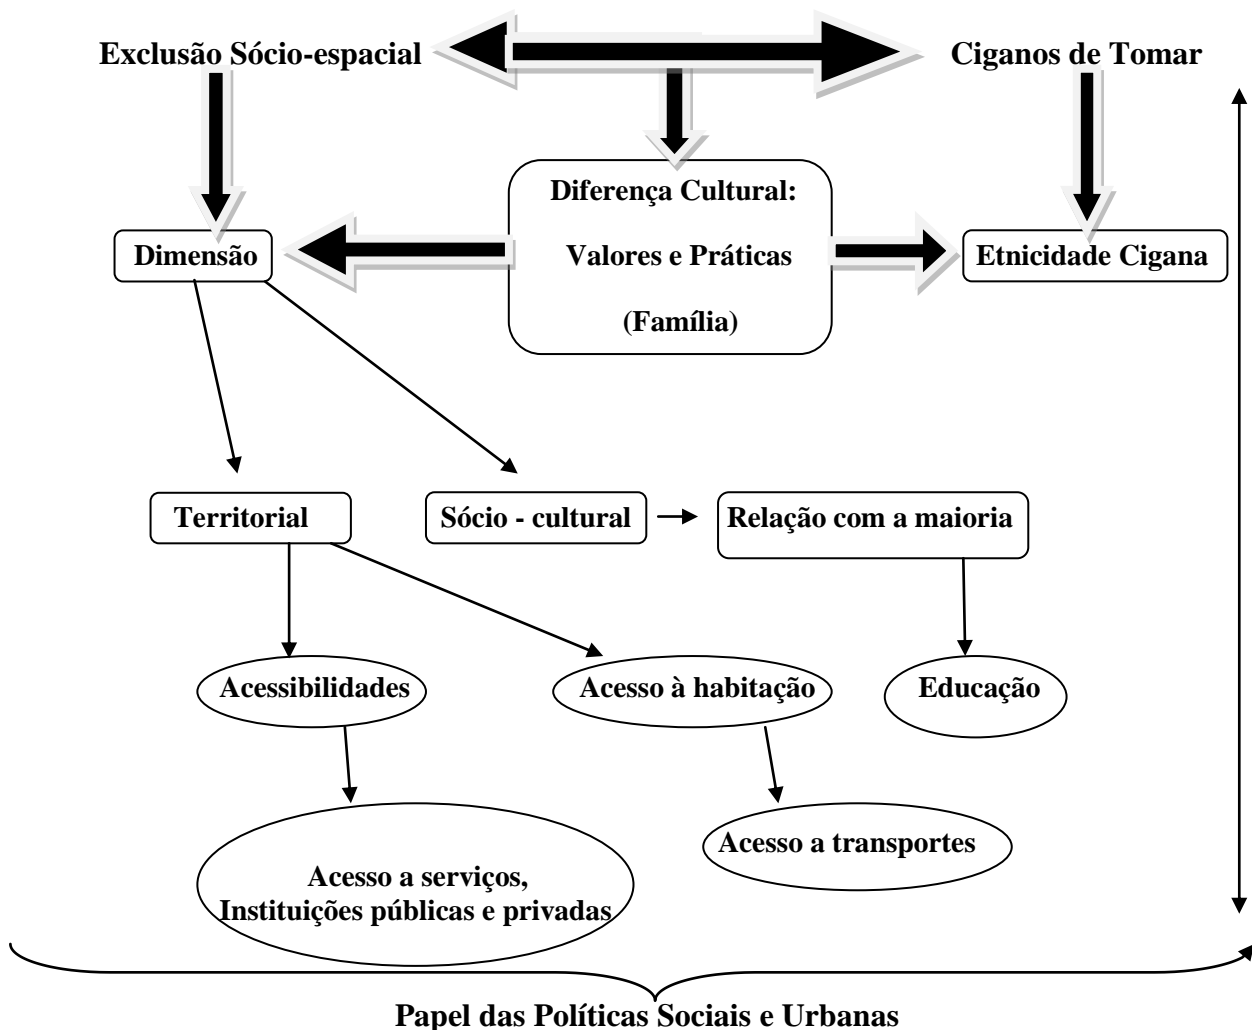 Exclusão Sócio-espacial
Ciganos de Tomar
Diferença Cultural:
Valores e Práticas
(Família)
Dimensão
Etnicidade Cigana
Territorial
Sócio - cultural
Relação com a maioria
Acessibilidades
Acesso à habitação
Educação
Acesso a serviços,
Instituições públicas e privadas
Acesso a transportes
Papel das Políticas Sociais e Urbanas